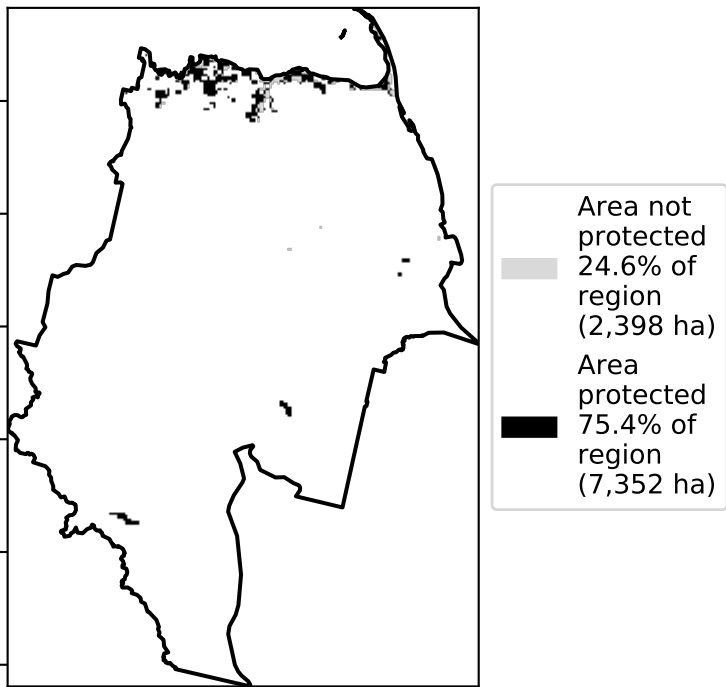 Area not
protected
24.6% of
region
(2,398 ha)
Area
protected
75.4% of
region
(7,352 ha)